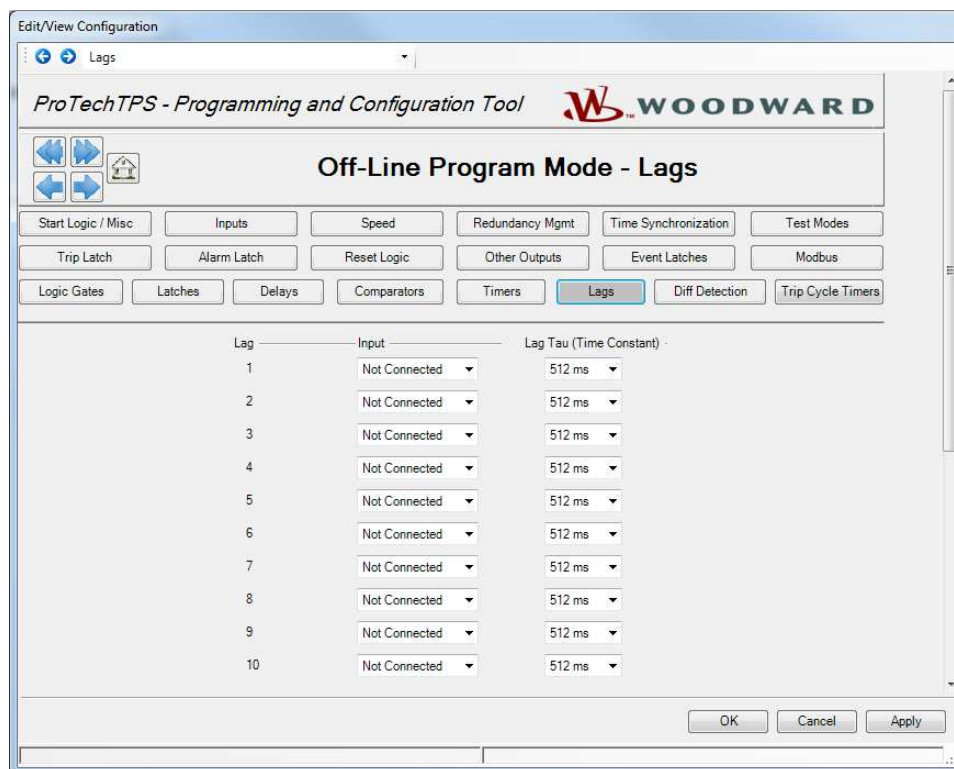 Edit/View Configuration
Lags
ProTechTPS - Programming and Configuration Tool WOODWARD
Off-Line Program Mode - Lags
Start Logic / Misc Inputs Speed Redundancy Mgmt Time Synchronization Test Modes
Trip Latch Alarm Latch Reset Logic Other Outputs Event Latches Modbus
Logic Gates Latches Delays Comparators Timers Lags Diff Detection Trip Cycle Timers
Lag Input Lag Tau (Time Constant)
1 Not Connected 512 ms
2 Not Connected 512 ms
3 Not Connected 512 ms
4 Not Connected 512 ms
5 Not Connected 512 ms
6 Not Connected 512 ms
7 Not Connected 512 ms
8 Not Connected 512 ms
9 Not Connected 512 ms
10 Not Connected 512 ms
OK Cancel Apply